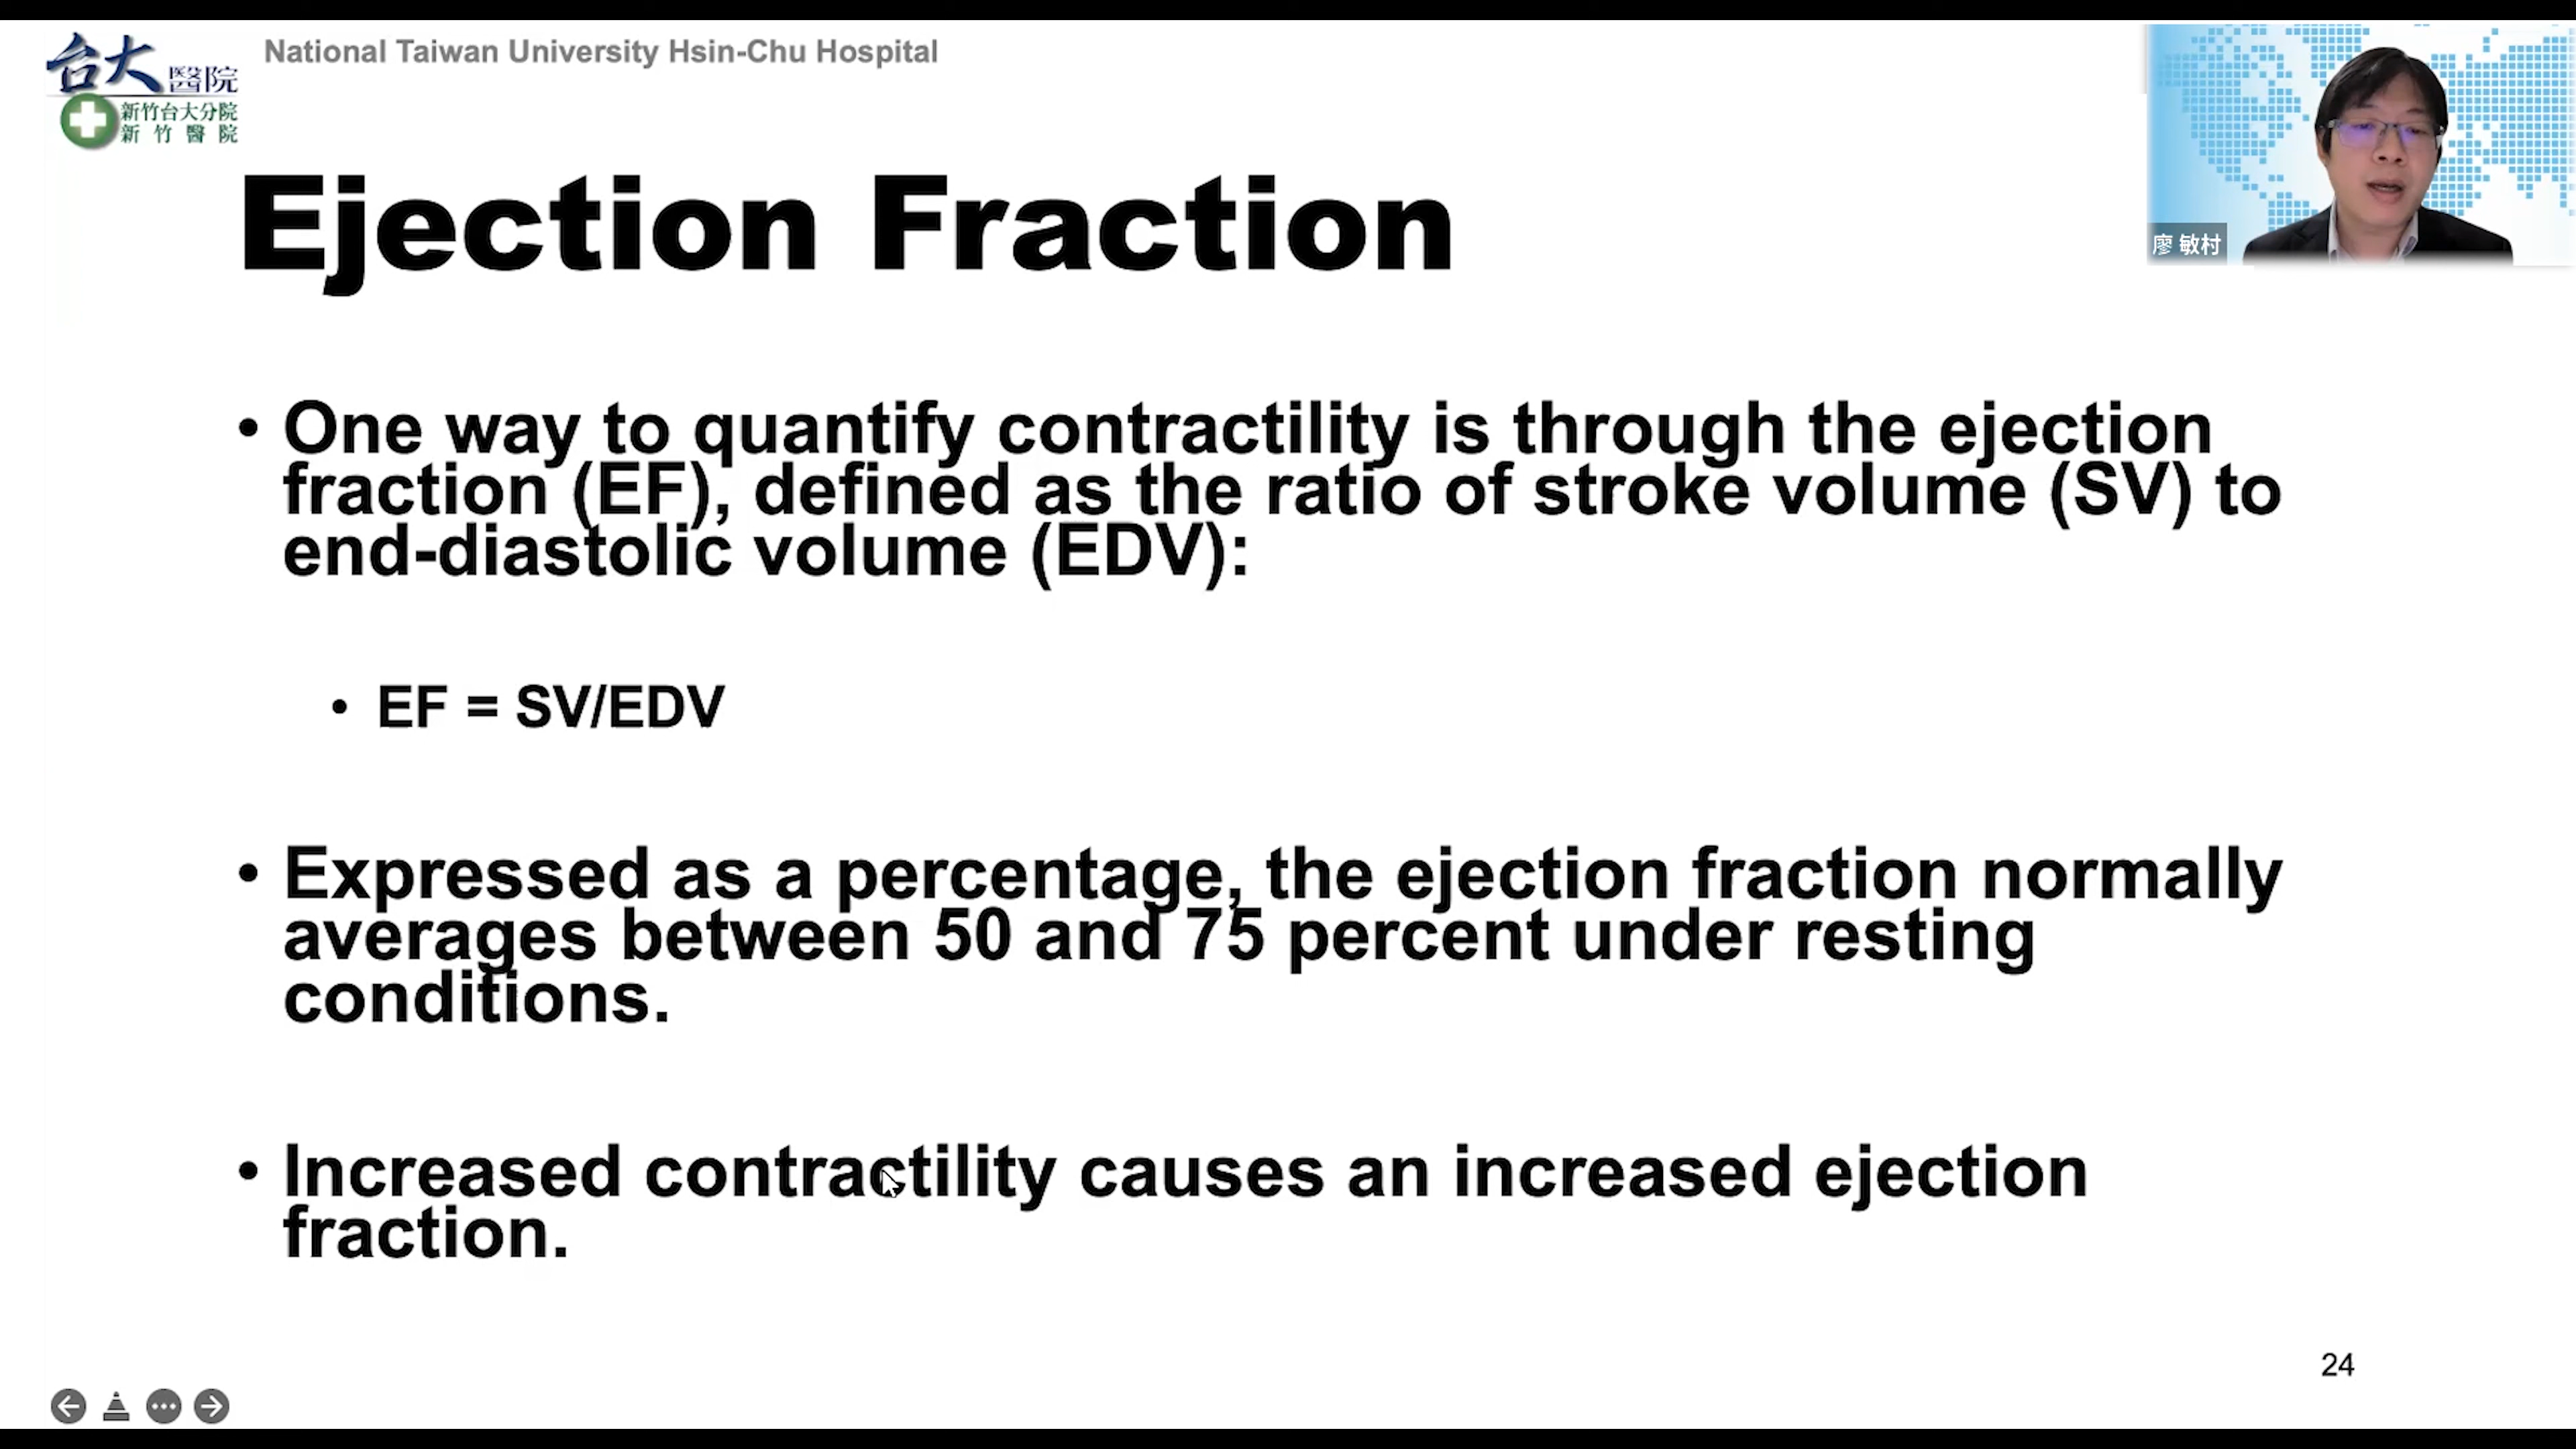 台大醫院
新竹台大分院
新竹醫院
National Taiwan University Hsin-Chu Hospital
廖 敏村
Ejection Fraction
• One way to quantify contractility is through the ejection
fraction (EF), defined as the ratio of stroke volume (SV) to
end-diastolic volume (EDV):
• EF = SV/EDV
• Expressed as a percentage, the ejection fraction normally
averages between 50 and 75 percent under resting
conditions.
• Increased contractility causes an increased ejection
fraction.
24